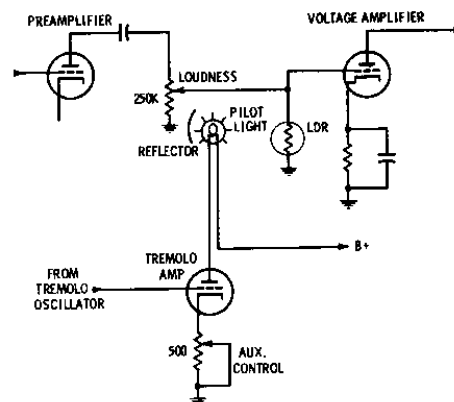 PREAMPLIFIER
VOLTAGE AMPLIFIER
LOUDNESS
250K
PILOT
LIGHT
REFLECTOR
LDR
B+
TREMOLO
AMP
FROM
TREMOLO
OSCILLATOR
500
AUX.
CONTROL